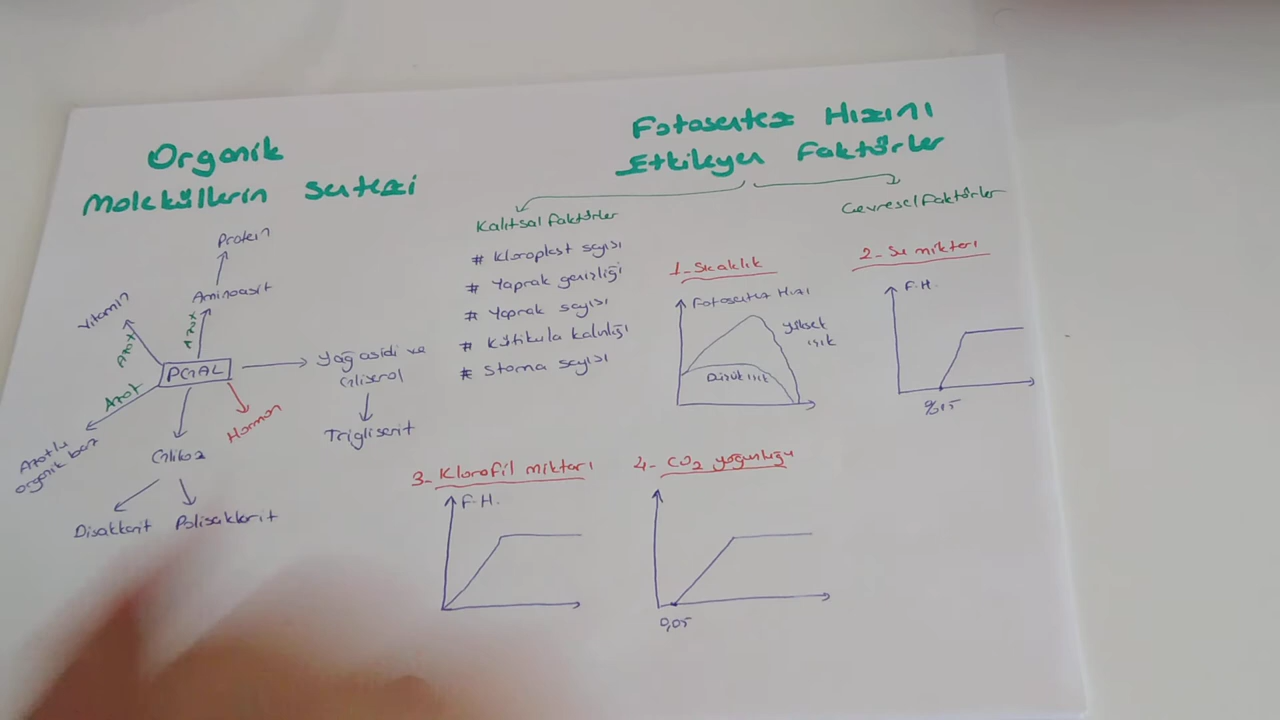 Organik
Moleküllerin Sentezi
Protein
Aminoasit
Vitamin
Azot
Azot
PGAL
Azot
Azotlu
organik baz
Glikoz
Disakkarit
Polisakkarit
Hormon
Yağ asidi ve
Gliserol
Trigliserit
Fotosentez Hızını
Etkileyen Faktörler
Kalıtsal Faktörler
# Kloroplast sayısı
# Yaprak genişliği
# Yaprak sayısı
# Kütikula kalınlığı
# Stoma sayısı
Çevresel Faktörler
1- Sıcaklık
Fotosentez Hızı
yüksek
ışık
Düşük ışık
2- Su miktarı
F.H.
%15
3- Klorofil miktarı
F.H.
4- CO₂ yoğunluğu
0,05